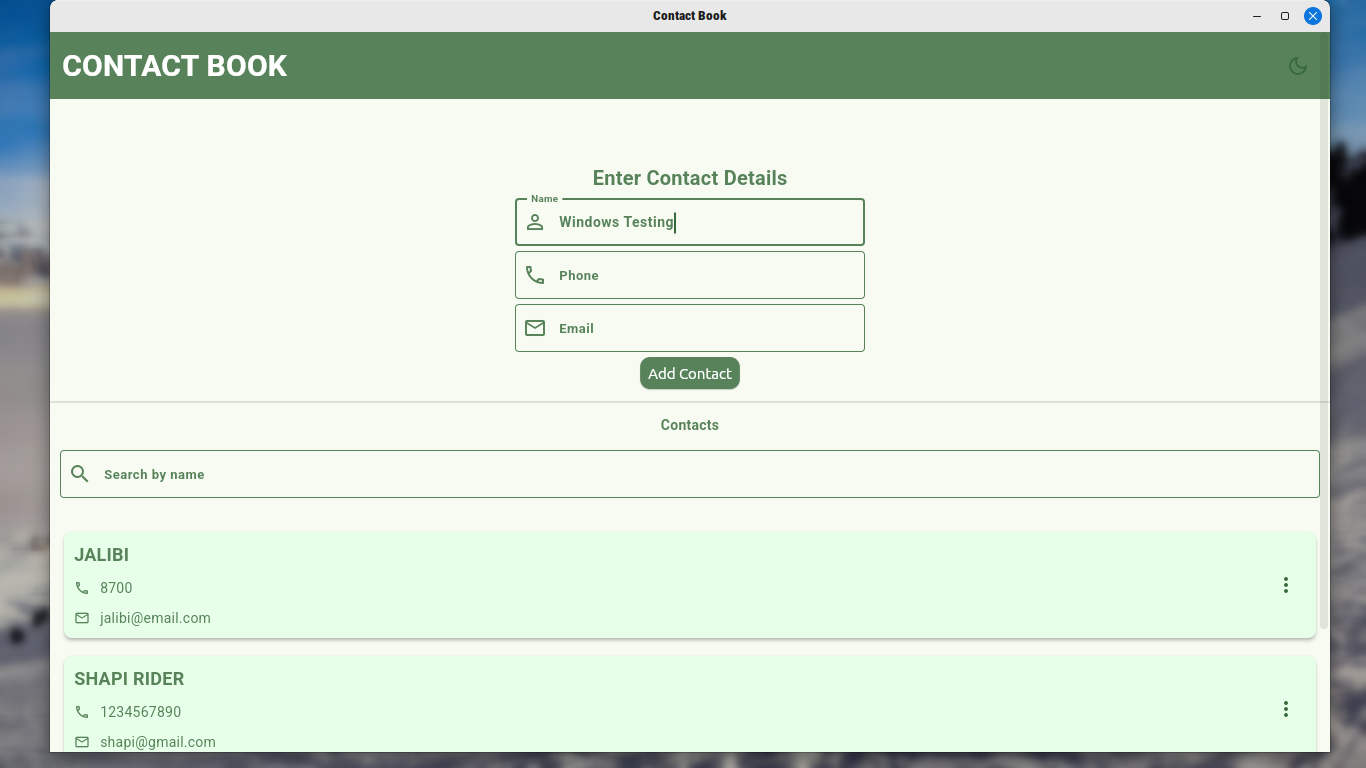 Contact Book
CONTACT BOOK
Enter Contact Details
Name
Windows Testing
Phone
Email
Add Contact
Contacts
Search by name
JALIBI
8700
jalibi@email.com
SHAPI RIDER
1234567890
shapi@gmail.com